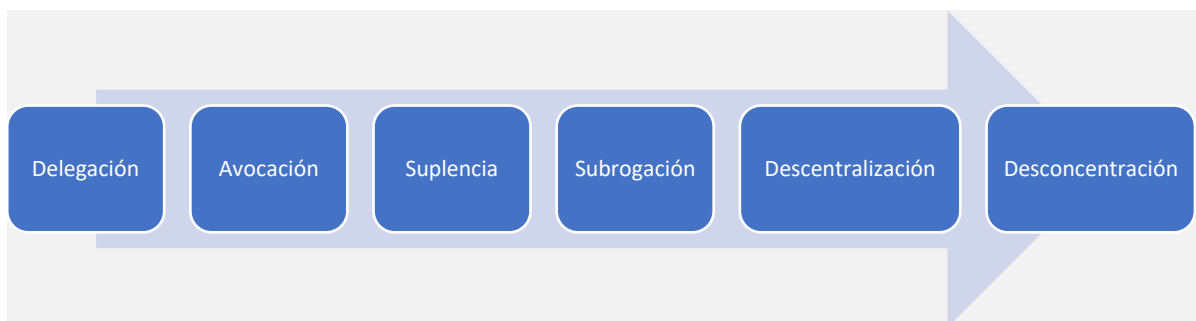 Delegación
Avocación
Suplencia
Subrogación
Descentralización
Desconcentración